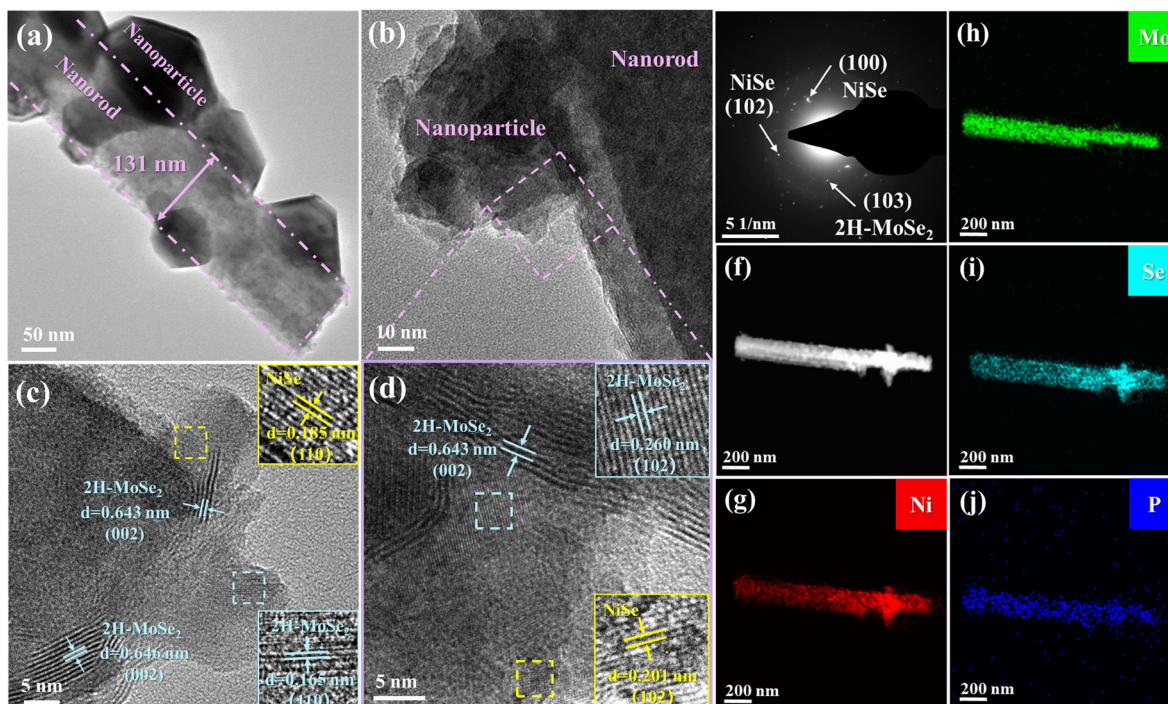 (a)
Nanoparticle
Nanorod
131 nm
50 nm
(b)
Nanorod
Nanoparticle
10 nm
(100)
NiSe
NiSe
(102)
(103)
2H-MoSe₂
5 1/nm
(h)
Mo
200 nm
(f)
200 nm
(i)
Se
200 nm
(c)
NiSe
d=0.185 nm
(110)
2H-MoSe₂
d=0.643 nm
(002)
2H-MoSe₂
d=0.646 nm
(002)
2H-MoSe₂
d=0.165 nm
(110)
5 nm
(d)
2H-MoSe₂
d=0.643 nm
(002)
2H-MoSe₂
d=0.260 nm
(102)
NiSe
d=0.201 nm
(102)
5 nm
(g)
Ni
200 nm
(j)
P
200 nm